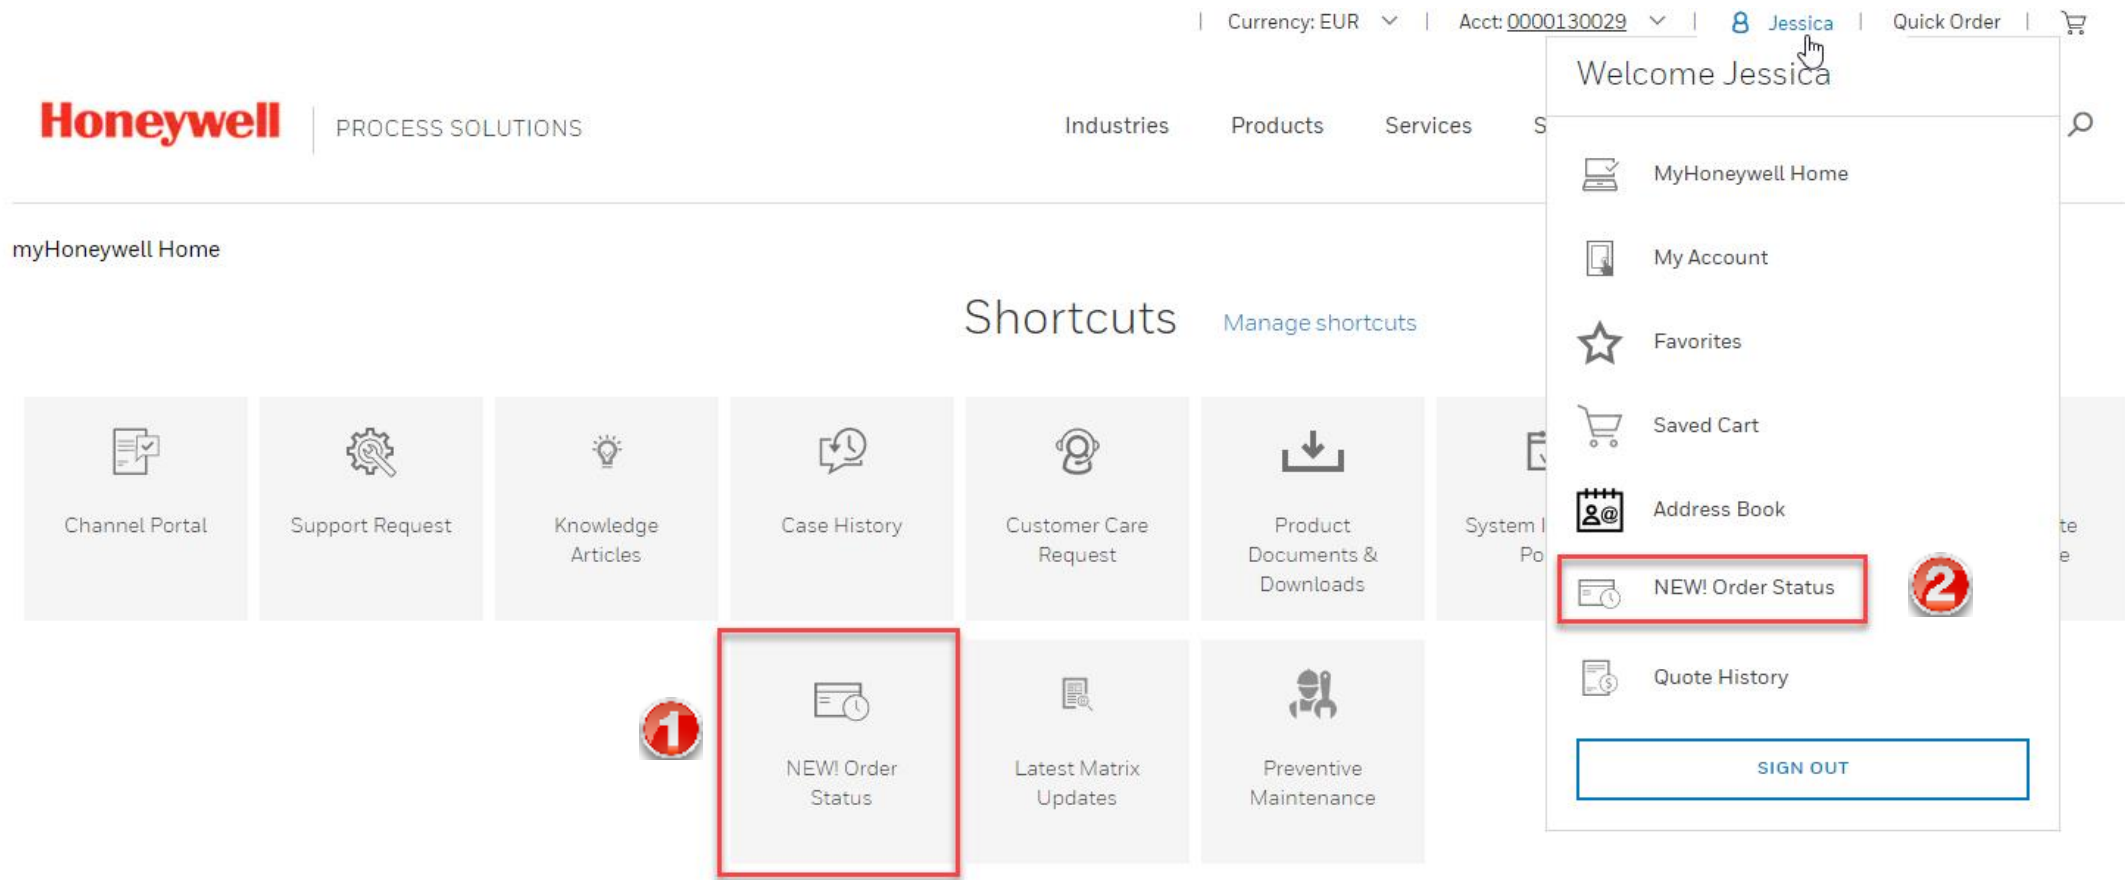 Currency: EUR
Acct: 0000130029
Jessica
Quick Order
Welcome Jessica
Honeywell
PROCESS SOLUTIONS
Industries
Products
Services
S
MyHoneywell Home
My Account
Favorites
Saved Cart
Address Book
NEW! Order Status
2
Quote History
SIGN OUT
myHoneywell Home
Shortcuts
Manage shortcuts
Channel Portal
Support Request
Knowledge
Articles
Case History
Customer Care
Request
Product
Documents &
Downloads
System
Po
te
e
1
NEW! Order
Status
Latest Matrix
Updates
Preventive
Maintenance